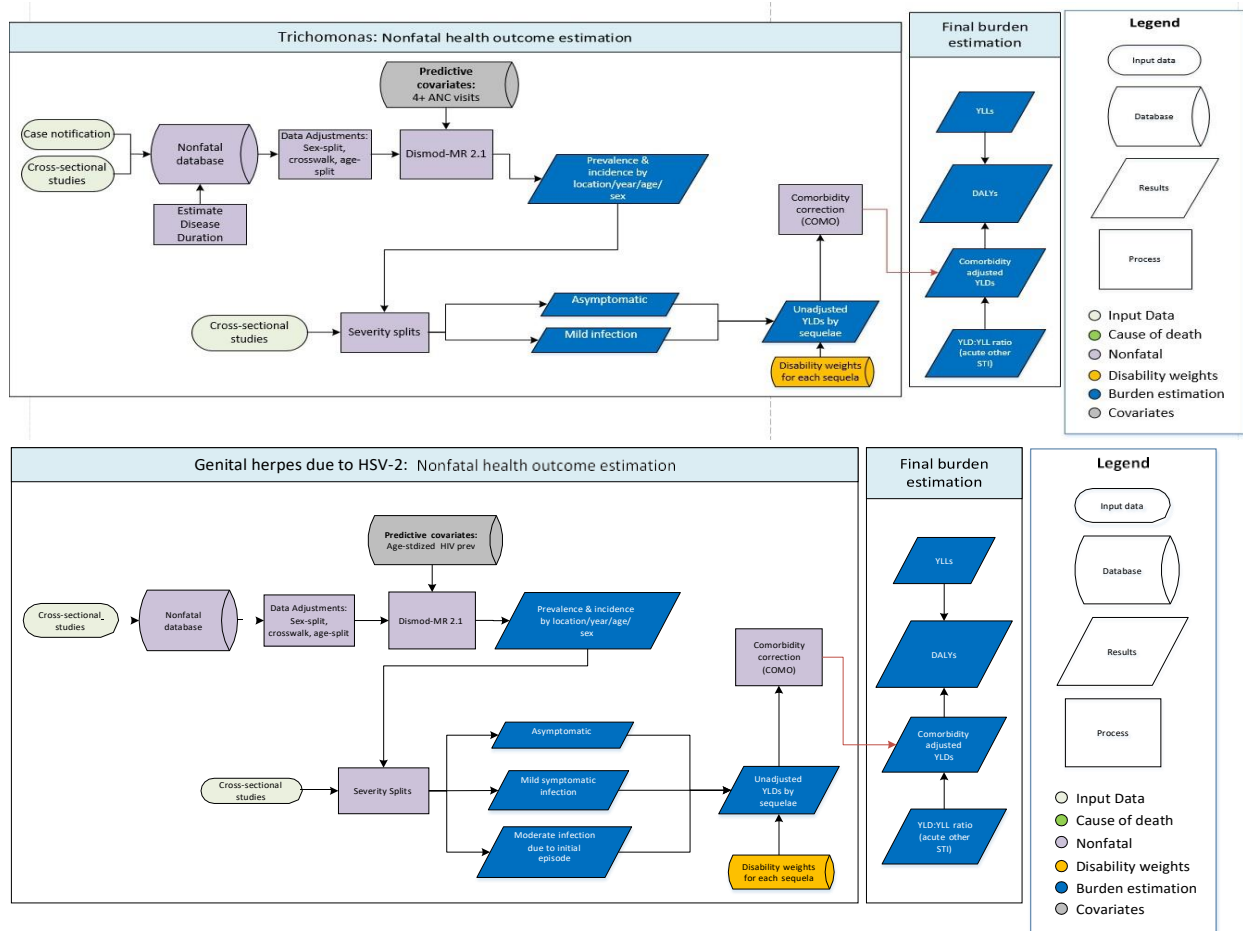 Trichomonas: Nonfatal health outcome estimation
Final burden
estimation
Legend
Predictive
covariates:
4+ ANC visits
Input data
Case notification
Cross-sectional
studies
Nonfatal
database
Data Adjustments:
Sex-split,
crosswalk, age-
split
Dismod-MR 2.1
Prevalence &
incidence by
location/year/age/
sex
Estimate
Disease
Duration
YLLs
Database
Comorbidity
correction
(COMO)
DALYs
Results
Comorbidity
adjusted
YLDs
Process
Cross-sectional
studies
Severity splits
Asymptomatic
Mild infection
Unadjusted
YLDs by
sequelae
Disability weights
for each sequela
YLD:YLL ratio
(acute other
STI)
Input Data
Cause of death
Nonfatal
Disability weights
Burden estimation
Covariates
Genital herpes due to HSV-2: Nonfatal health outcome estimation
Final burden
estimation
Legend
Predictive covariates:
Age-stdized HIV prev
Input data
Cross-sectional
studies
Nonfatal
database
Data Adjustments:
Sex-split,
crosswalk, age-split
Dismod-MR 2.1
Prevalence & incidence
by location/year/age/
sex
YLLs
Database
Comorbidity
correction
(COMO)
DALYs
Results
Comorbidity
adjusted
YLDs
Process
Cross-sectional
studies
Severity Splits
Asymptomatic
Mild symptomatic
infection
Moderate infection
due to initial
episode
Unadjusted
YLDs by
sequelae
Disability weights
for each sequela
YLD:YLL ratio
(acute other
STI)
Input Data
Cause of death
Nonfatal
Disability weights
Burden estimation
Covariates